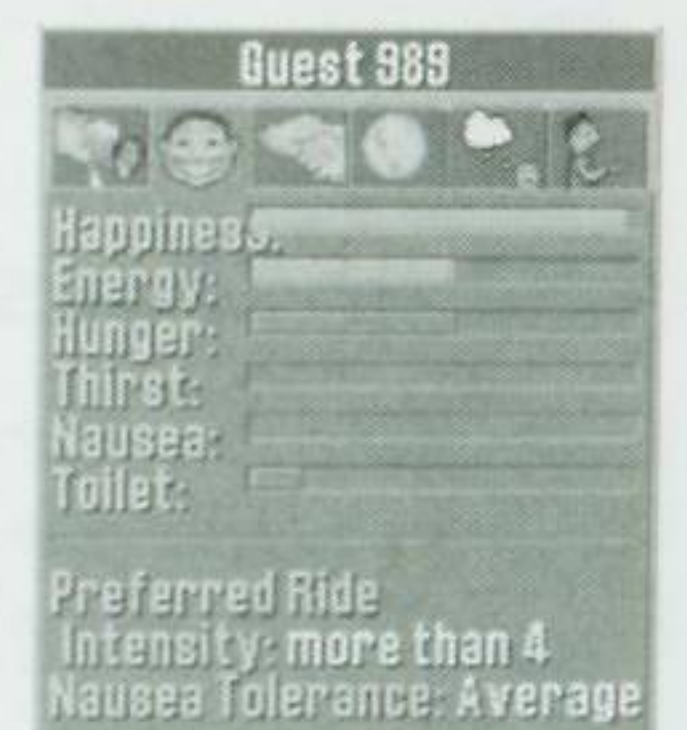 Guest 989
Happiness:
Energy:
Hunger:
Thirst:
Nausea:
Toilet:
Preferred Ride
Intensity: more than 4
Nausea Tolerance: Average